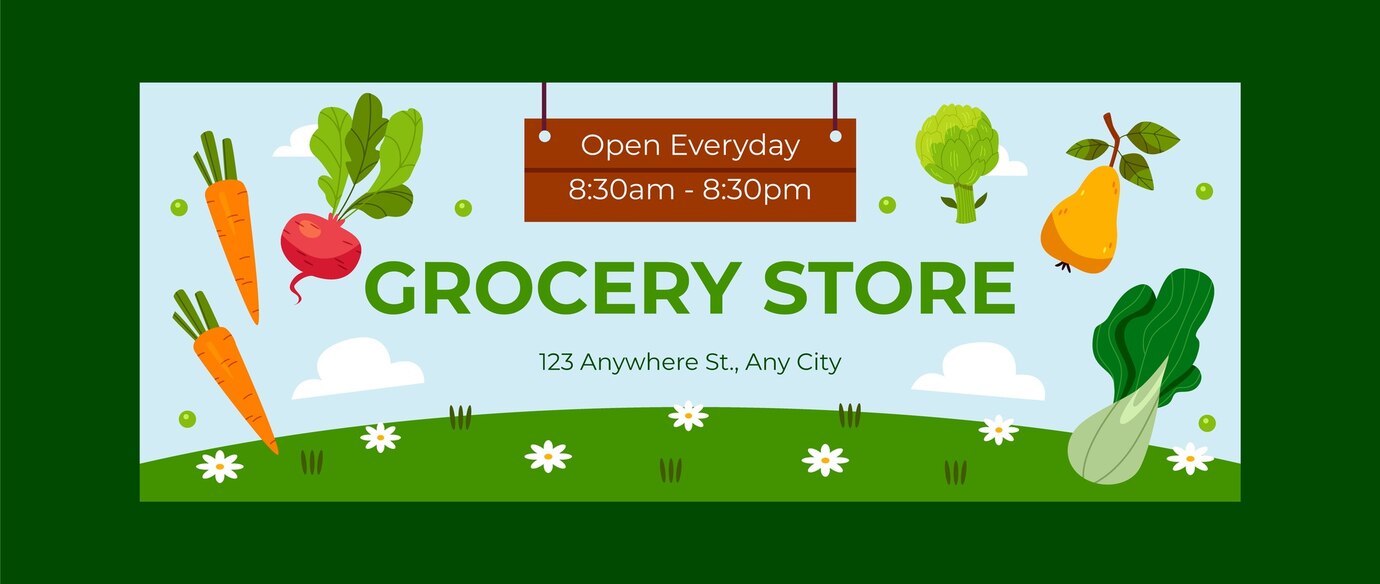 Open Everyday
8:30am - 8:30pm
GROCERY STORE
123 Anywhere St., Any City